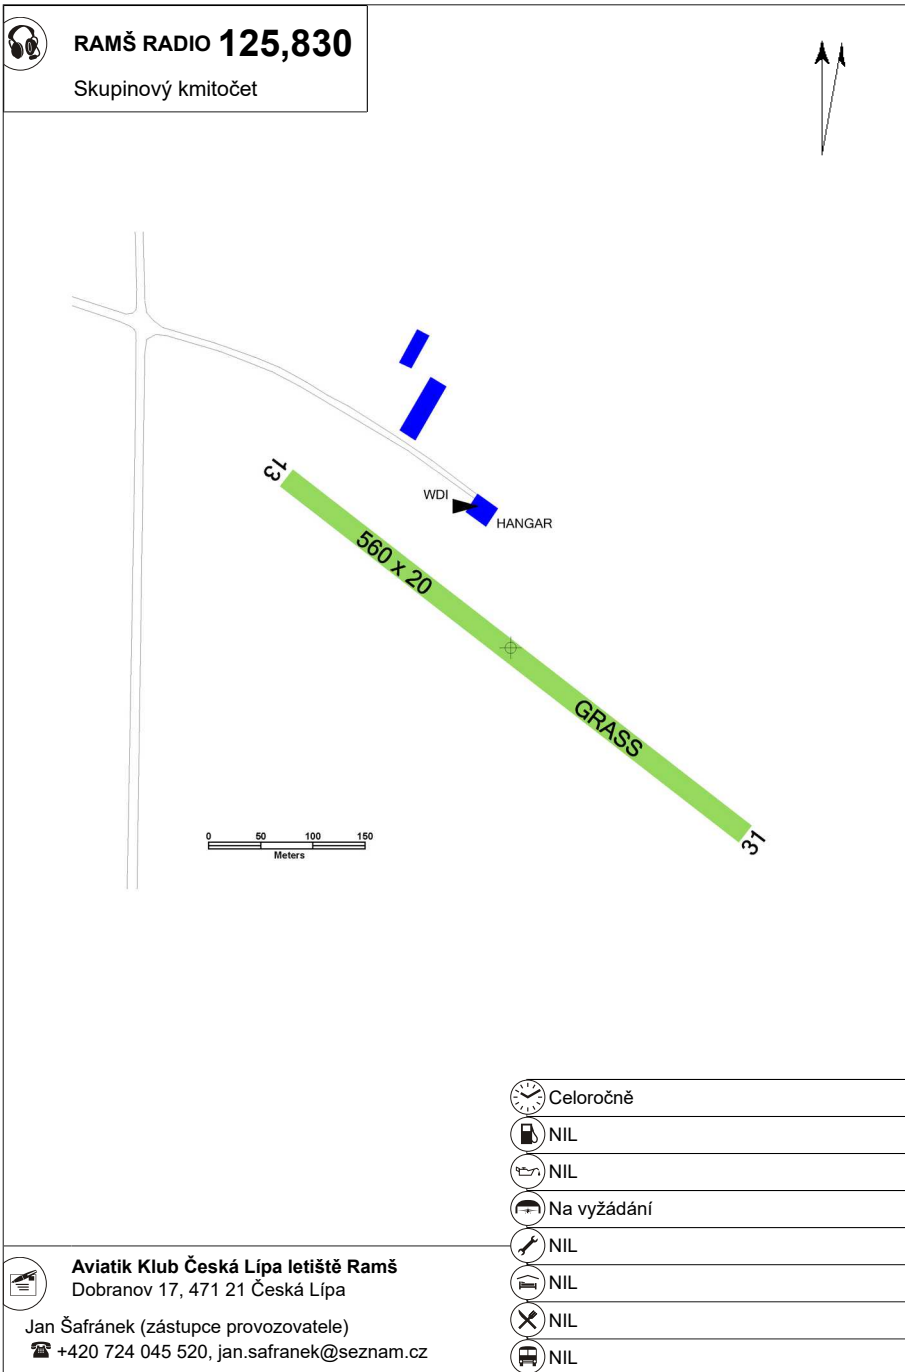 RAMŠ RADIO 125,830
Skupinový kmitočet
13
WDI
HANGAR
560 x 20
GRASS
31
0 50 100 150
Meters
Celoročně
NIL
NIL
Na vyžádání
NIL
NIL
NIL
NIL
Aviatik Klub Česká Lípa letiště Ramš
Dobranov 17, 471 21 Česká Lípa
Jan Šafránek (zástupce provozovatele)
☎ +420 724 045 520, jan.safranek@seznam.cz